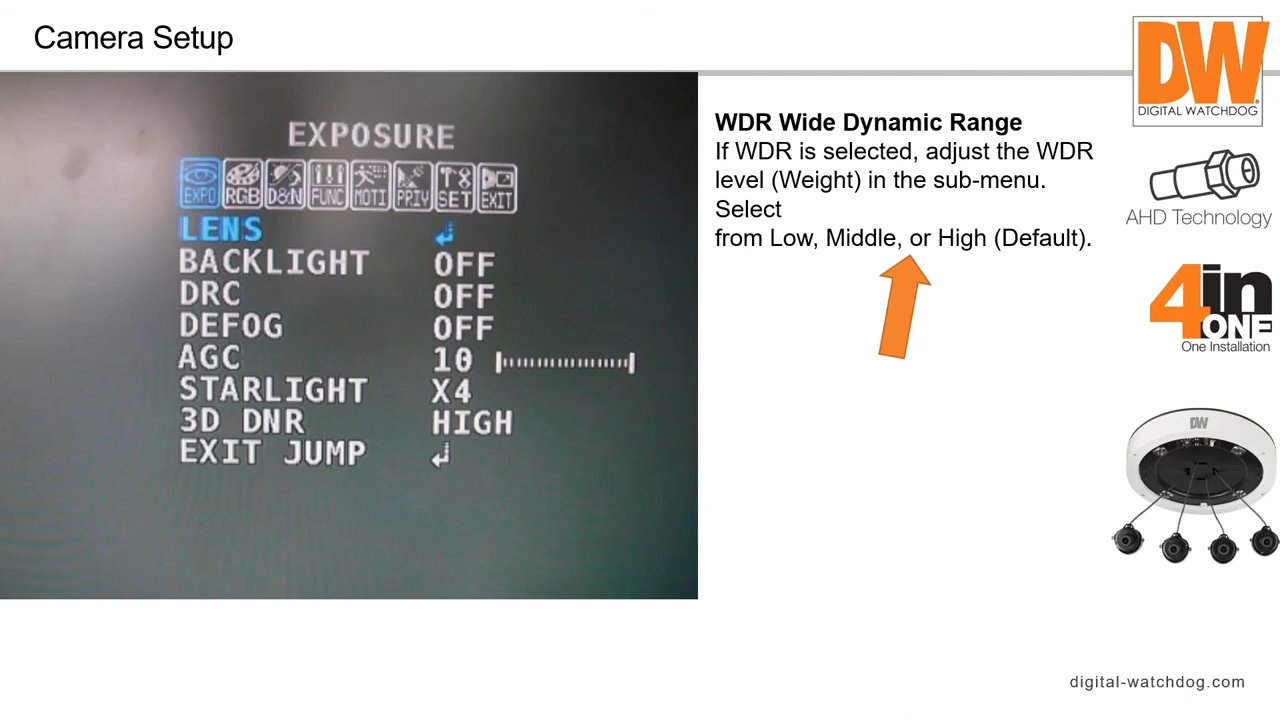 Camera Setup
DW
DIGITAL WATCHDOG
EXPOSURE
EXPO RGB D&N FUNC MOTI PRIV SET EXIT
LENS
BACKLIGHT OFF
DRC OFF
DEFOG OFF
AGC 10
STARLIGHT X4
3D DNR HIGH
EXIT JUMP
WDR Wide Dynamic Range
If WDR is selected, adjust the WDR
level (Weight) in the sub-menu.
Select
from Low, Middle, or High (Default).
AHD Technology
4in
ONE
One Installation
DW
digital-watchdog.com